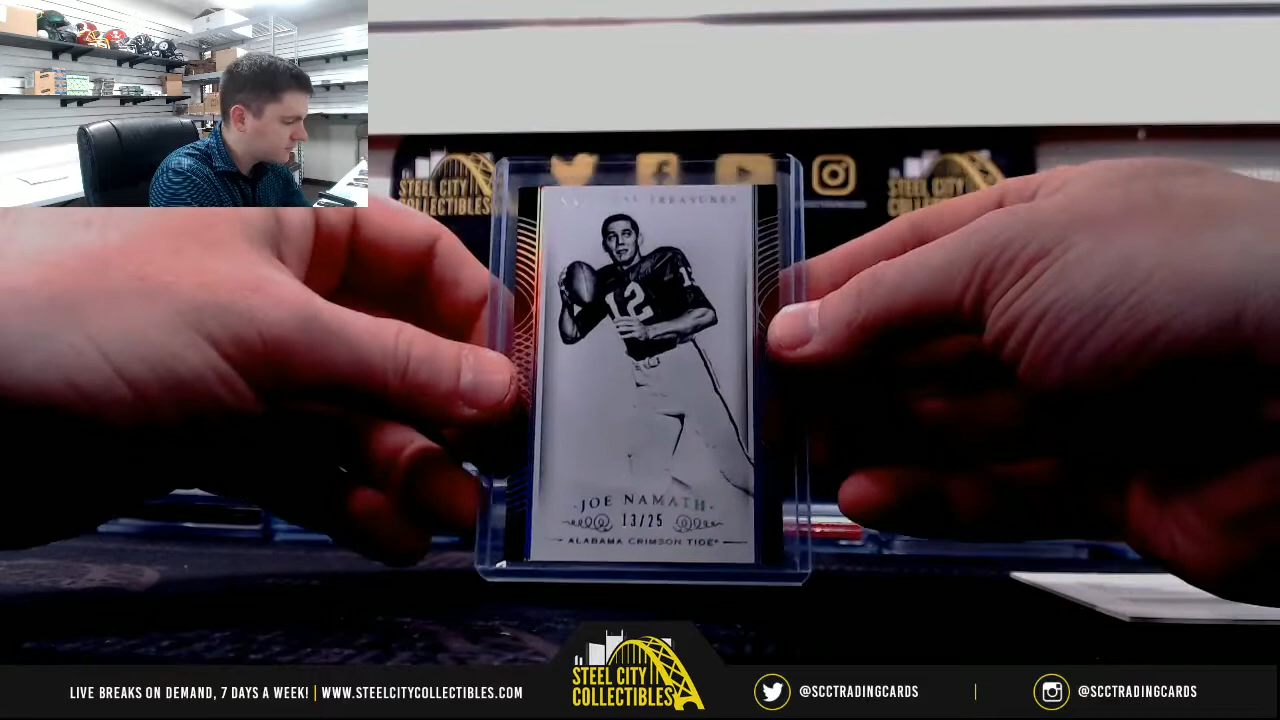 STEEL CITY
COLLECTIBLES
STEEL CITY
COLLECTIBLES
TREASURES
12
JOE NAMATH
13/25
ALABAMA CRIMSON TIDE
STEEL CITY
COLLECTIBLES
LIVE BREAKS ON DEMAND, 7 DAYS A WEEK! | WWW.STEELCITYCOLLECTIBLES.COM
@SCCTRADINGCARDS | @SCCTRADINGCARDS